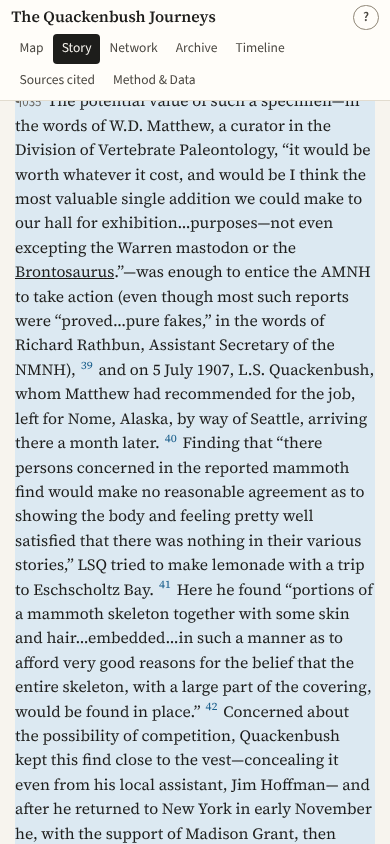 The Quackenbush Journeys
?
Map Story Network Archive Timeline
Sources cited Method & Data
¶035 The potential value of such a specimen—in
the words of W.D. Matthew, a curator in the
Division of Vertebrate Paleontology, “it would be
worth whatever it cost, and would be I think the
most valuable single addition we could make to
our hall for exhibition...purposes—not even
excepting the Warren mastodon or the
Brontosaurus.”—was enough to entice the AMNH
to take action (even though most such reports
were “proved...pure fakes,” in the words of
Richard Rathbun, Assistant Secretary of the
NMNH), 39 and on 5 July 1907, L.S. Quackenbush,
whom Matthew had recommended for the job,
left for Nome, Alaska, by way of Seattle, arriving
there a month later. 40 Finding that “there
persons concerned in the reported mammoth
find would make no reasonable agreement as to
showing the body and feeling pretty well
satisfied that there was nothing in their various
stories,” LSQ tried to make lemonade with a trip
to Eschscholtz Bay. 41 Here he found “portions of
a mammoth skeleton together with some skin
and hair...embedded...in such a manner as to
afford very good reasons for the belief that the
entire skeleton, with a large part of the covering,
would be found in place.” 42 Concerned about
the possibility of competition, Quackenbush
kept this find close to the vest—concealing it
even from his local assistant, Jim Hoffman— and
after he returned to New York in early November
he, with the support of Madison Grant, then